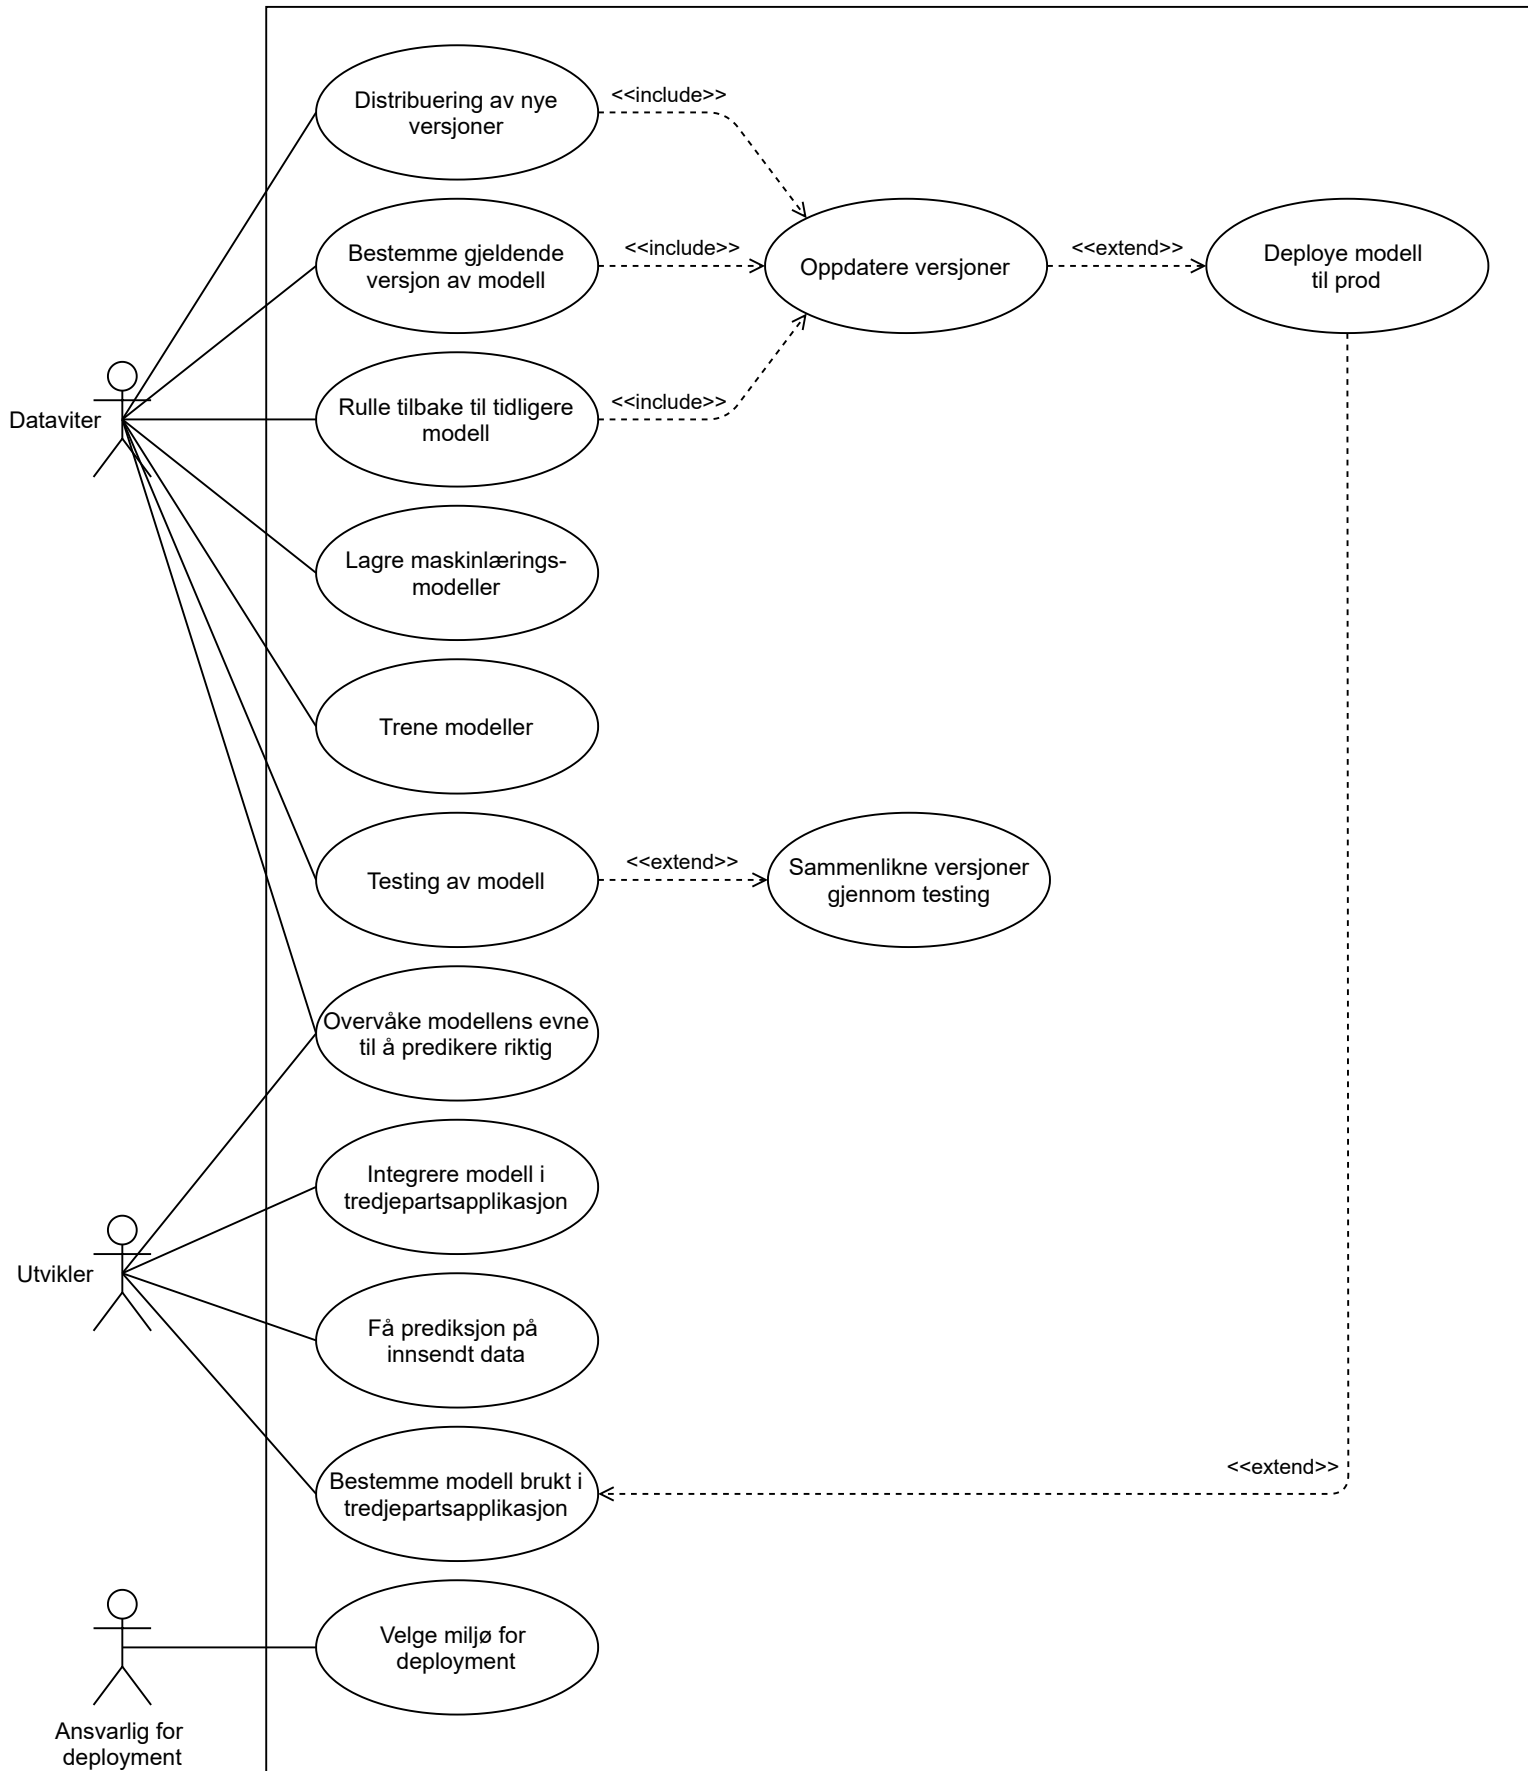 Distribuering av nye
versjoner
<<include>>
Bestemme gjeldende
versjon av modell
<<include>>
Oppdatere versjoner
<<extend>>
Deploye modell
til prod
Dataviter
Rulle tilbake til tidligere
modell
<<include>>
Lagre maskinlærings-
modeller
Trene modeller
Testing av modell
<<extend>>
Sammenlikne versjoner
gjennom testing
Overvåke modellens evne
til å predikere riktig
Integrere modell i
tredjepartsapplikasjon
Utvikler
Få prediksjon på
innsendt data
Bestemme modell brukt i
tredjepartsapplikasjon
<<extend>>
Velge miljø for
deployment
Ansvarlig for
deployment